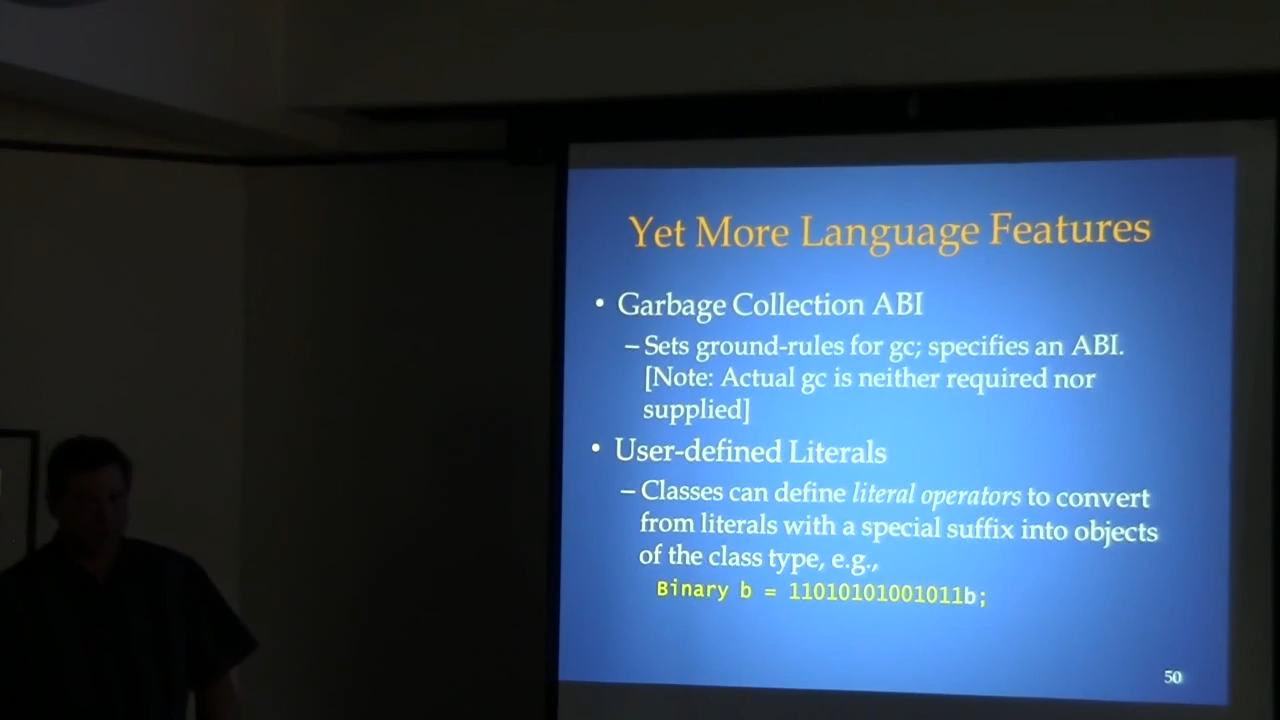 Yet More Language Features
• Garbage Collection ABI
– Sets ground-rules for gc; specifies an ABI.
[Note: Actual gc is neither required nor
supplied]
• User-defined Literals
– Classes can define literal operators to convert
from literals with a special suffix into objects
of the class type, e.g.,
Binary b = 11010101001011b;
50